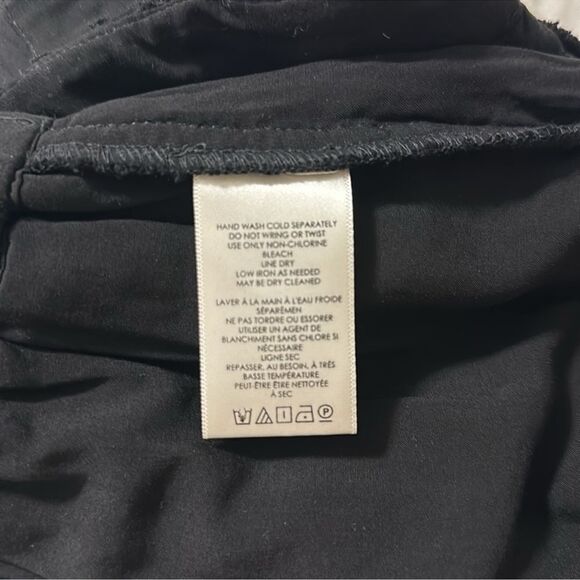 HAND WASH COLD SEPARATELY
DO NOT WRING OR TWIST
USE ONLY NON-CHLORINE
BLEACH
LINE DRY
LOW IRON AS NEEDED
MAY BE DRY CLEANED
LAVER À LA MAIN À L'EAU FROIDE
SÉPARÉMEN
NE PAS TORDRE OU ESSORER
UTILISER UN AGENT DE
BLANCHIMENT SANS CHLORE SI
NÉCESSAIRE
LIGNE SEC
REPASSER, AU BESOIN, À TRÈS
BASSE TEMPÉRATURE
PEUT-ÊTRE ÊTRE NETTOYÉE
À SEC
P